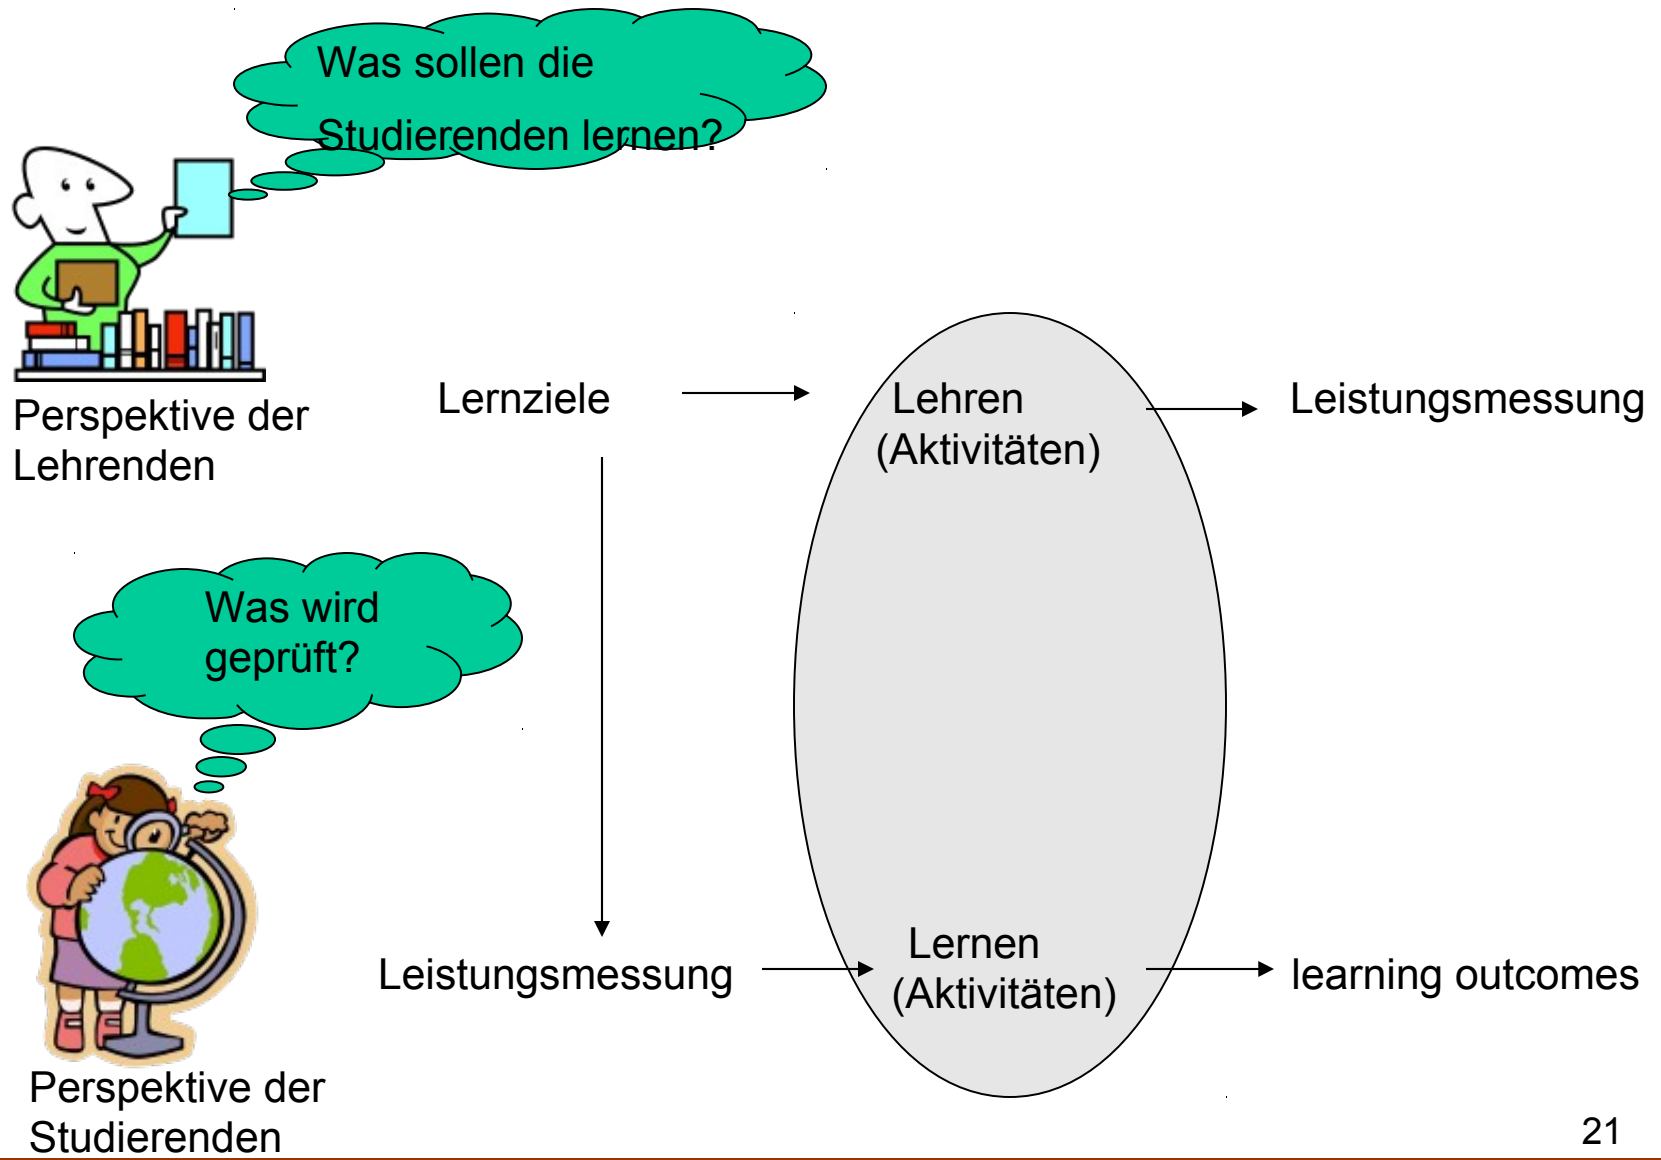 Was sollen die
Studierenden lernen?
Perspektive der
Lehrenden
Lernziele
Lehren
(Aktivitäten)
Leistungsmessung
Was wird
geprüft?
Leistungsmessung
Lernen
(Aktivitäten)
learning outcomes
Perspektive der
Studierenden
21